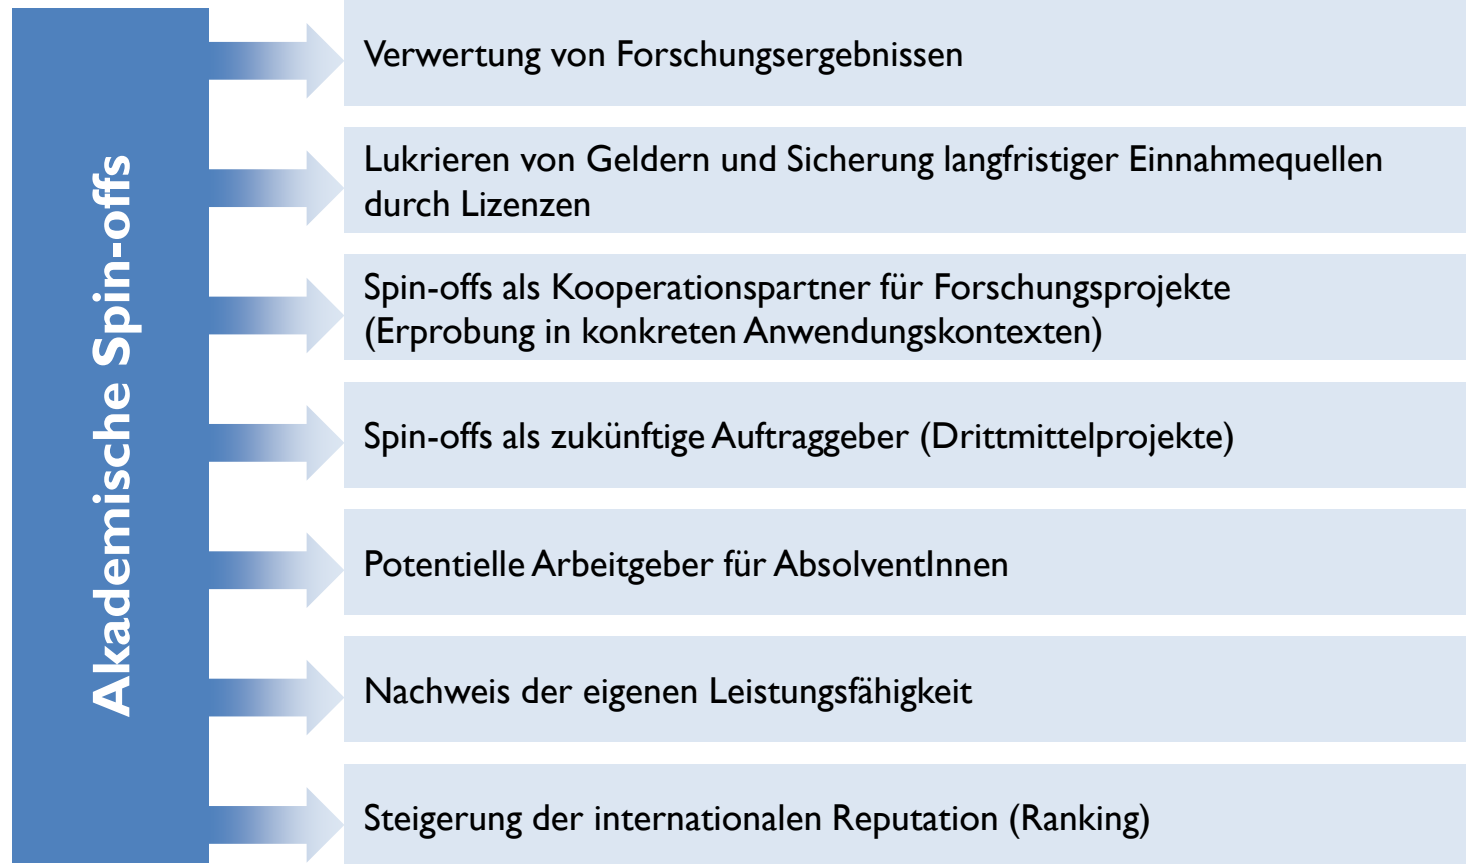 Akademische Spin-offs
Verwertung von Forschungsergebnissen
Lukrieren von Geldern und Sicherung langfristiger Einnahmequellen
durch Lizenzen
Spin-offs als Kooperationspartner für Forschungsprojekte
(Erprobung in konkreten Anwendungskontexten)
Spin-offs als zukünftige Auftraggeber (Drittmittelprojekte)
Potentielle Arbeitgeber für AbsolventInnen
Nachweis der eigenen Leistungsfähigkeit
Steigerung der internationalen Reputation (Ranking)